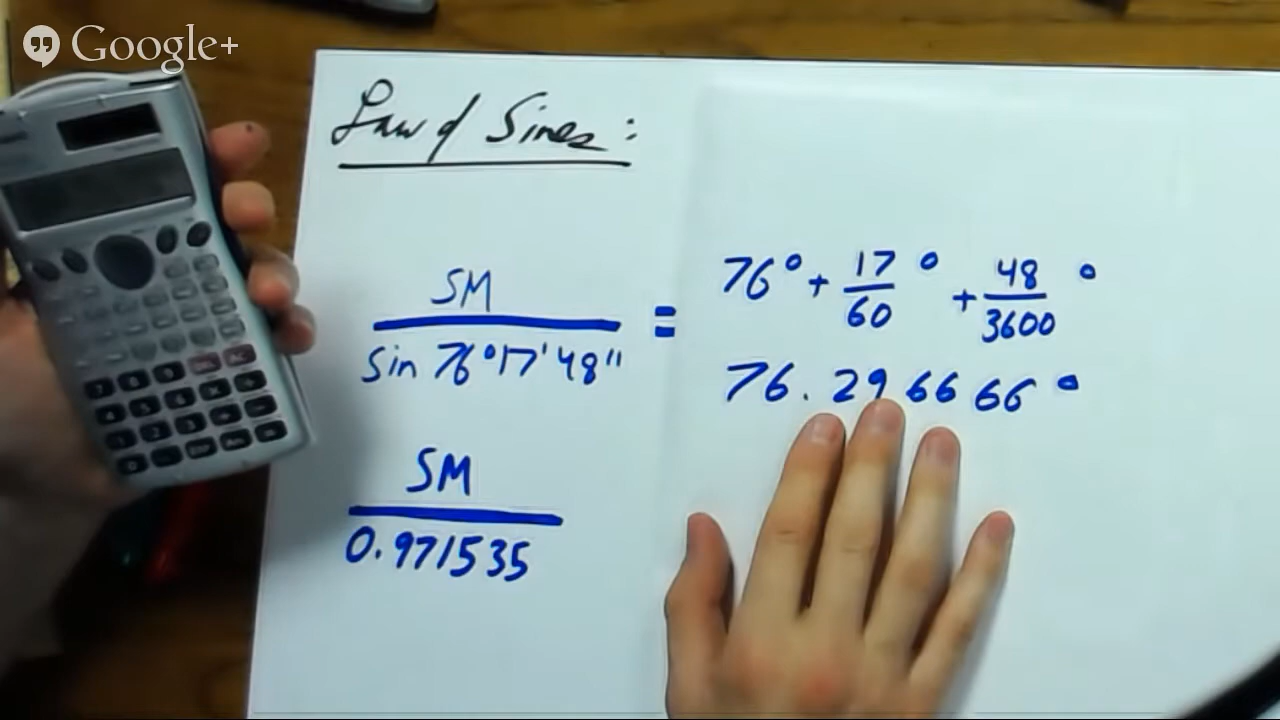 Google+
Law of Sines:
SM
sin 76°17'48"
=
76° + 17/60 ° + 48/3600 °
76.296666°
SM
0.971535